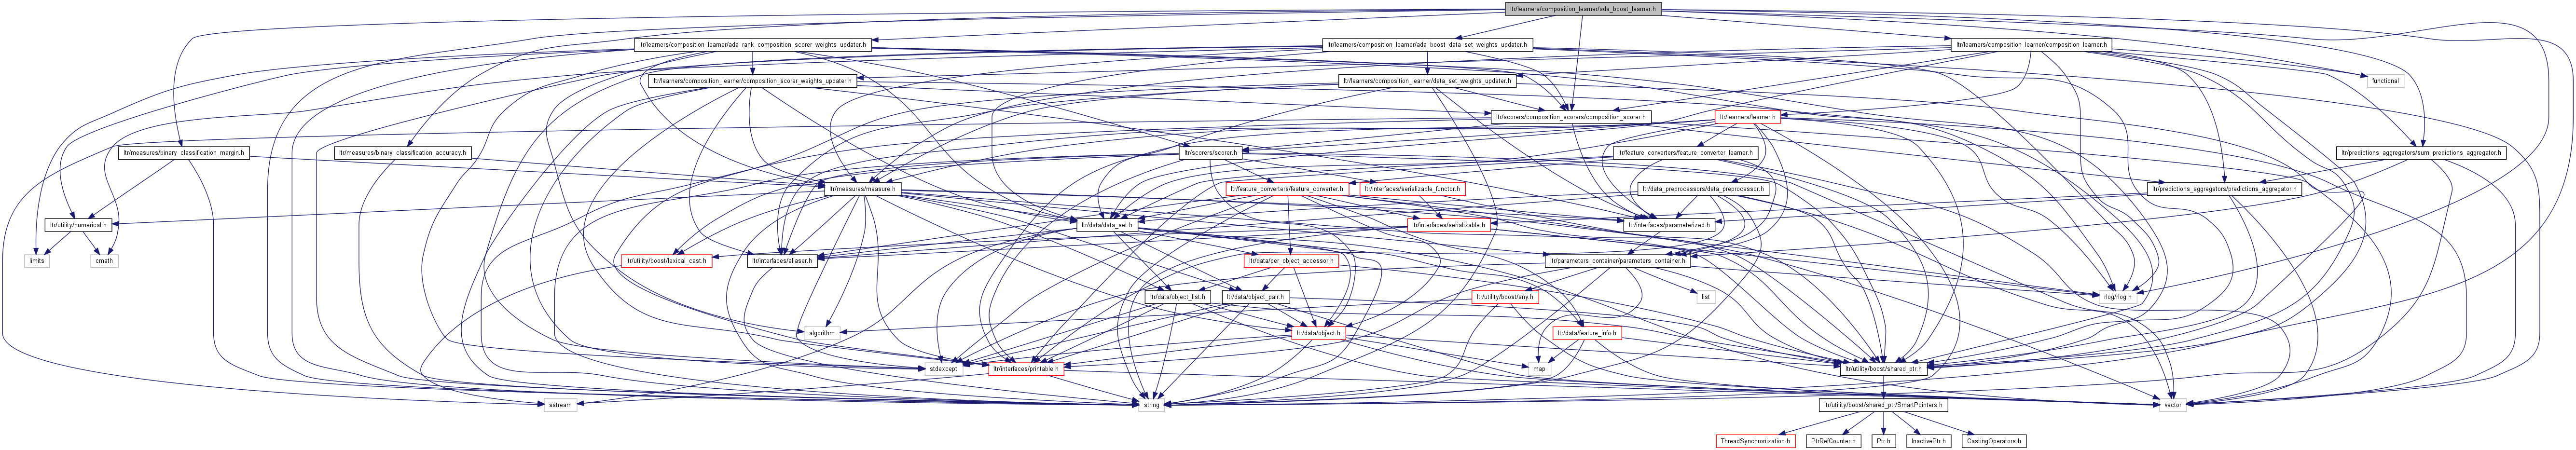 ltr/learners/composition_learner/ada_boost_learner.h
ltr/learners/composition_learner/ada_rank_composition_scorer_weights_updater.h
ltr/learners/composition_learner/ada_boost_data_set_weights_updater.h
ltr/learners/composition_learner/composition_learner.h
ltr/learners/composition_learner/composition_scorer_weights_updater.h
ltr/learners/composition_learner/data_set_weights_updater.h
functional
ltr/scorers/composition_scorers/composition_scorer.h
ltr/learners/learner.h
ltr/measures/binary_classification_margin.h
ltr/measures/binary_classification_accuracy.h
ltr/scorers/scorer.h
ltr/feature_converters/feature_converter_learner.h
ltr/predictions_aggregators/sum_predictions_aggregator.h
ltr/measures/measure.h
ltr/feature_converters/feature_converter.h
ltr/interfaces/serializable_functor.h
ltr/data_preprocessors/data_preprocessor.h
ltr/predictions_aggregators/predictions_aggregator.h
ltr/utility/numerical.h
ltr/data/data_set.h
ltr/interfaces/serializable.h
ltr/interfaces/parameterized.h
limits
cmath
ltr/utility/boost/lexical_cast.h
ltr/interfaces/aliaser.h
ltr/data/per_object_accessor.h
ltr/parameters_container/parameters_container.h
ltr/data/object_list.h
ltr/data/object_pair.h
ltr/utility/boost/any.h
list
rlog/rlog.h
algorithm
ltr/data/object.h
ltr/data/feature_info.h
stdexcept
ltr/interfaces/printable.h
map
ltr/utility/boost/shared_ptr.h
sstream
string
ltr/utility/boost/shared_ptr/SmartPointers.h
vector
ThreadSynchronization.h
PtrRefCounter.h
Ptr.h
InactivePtr.h
CastingOperators.h